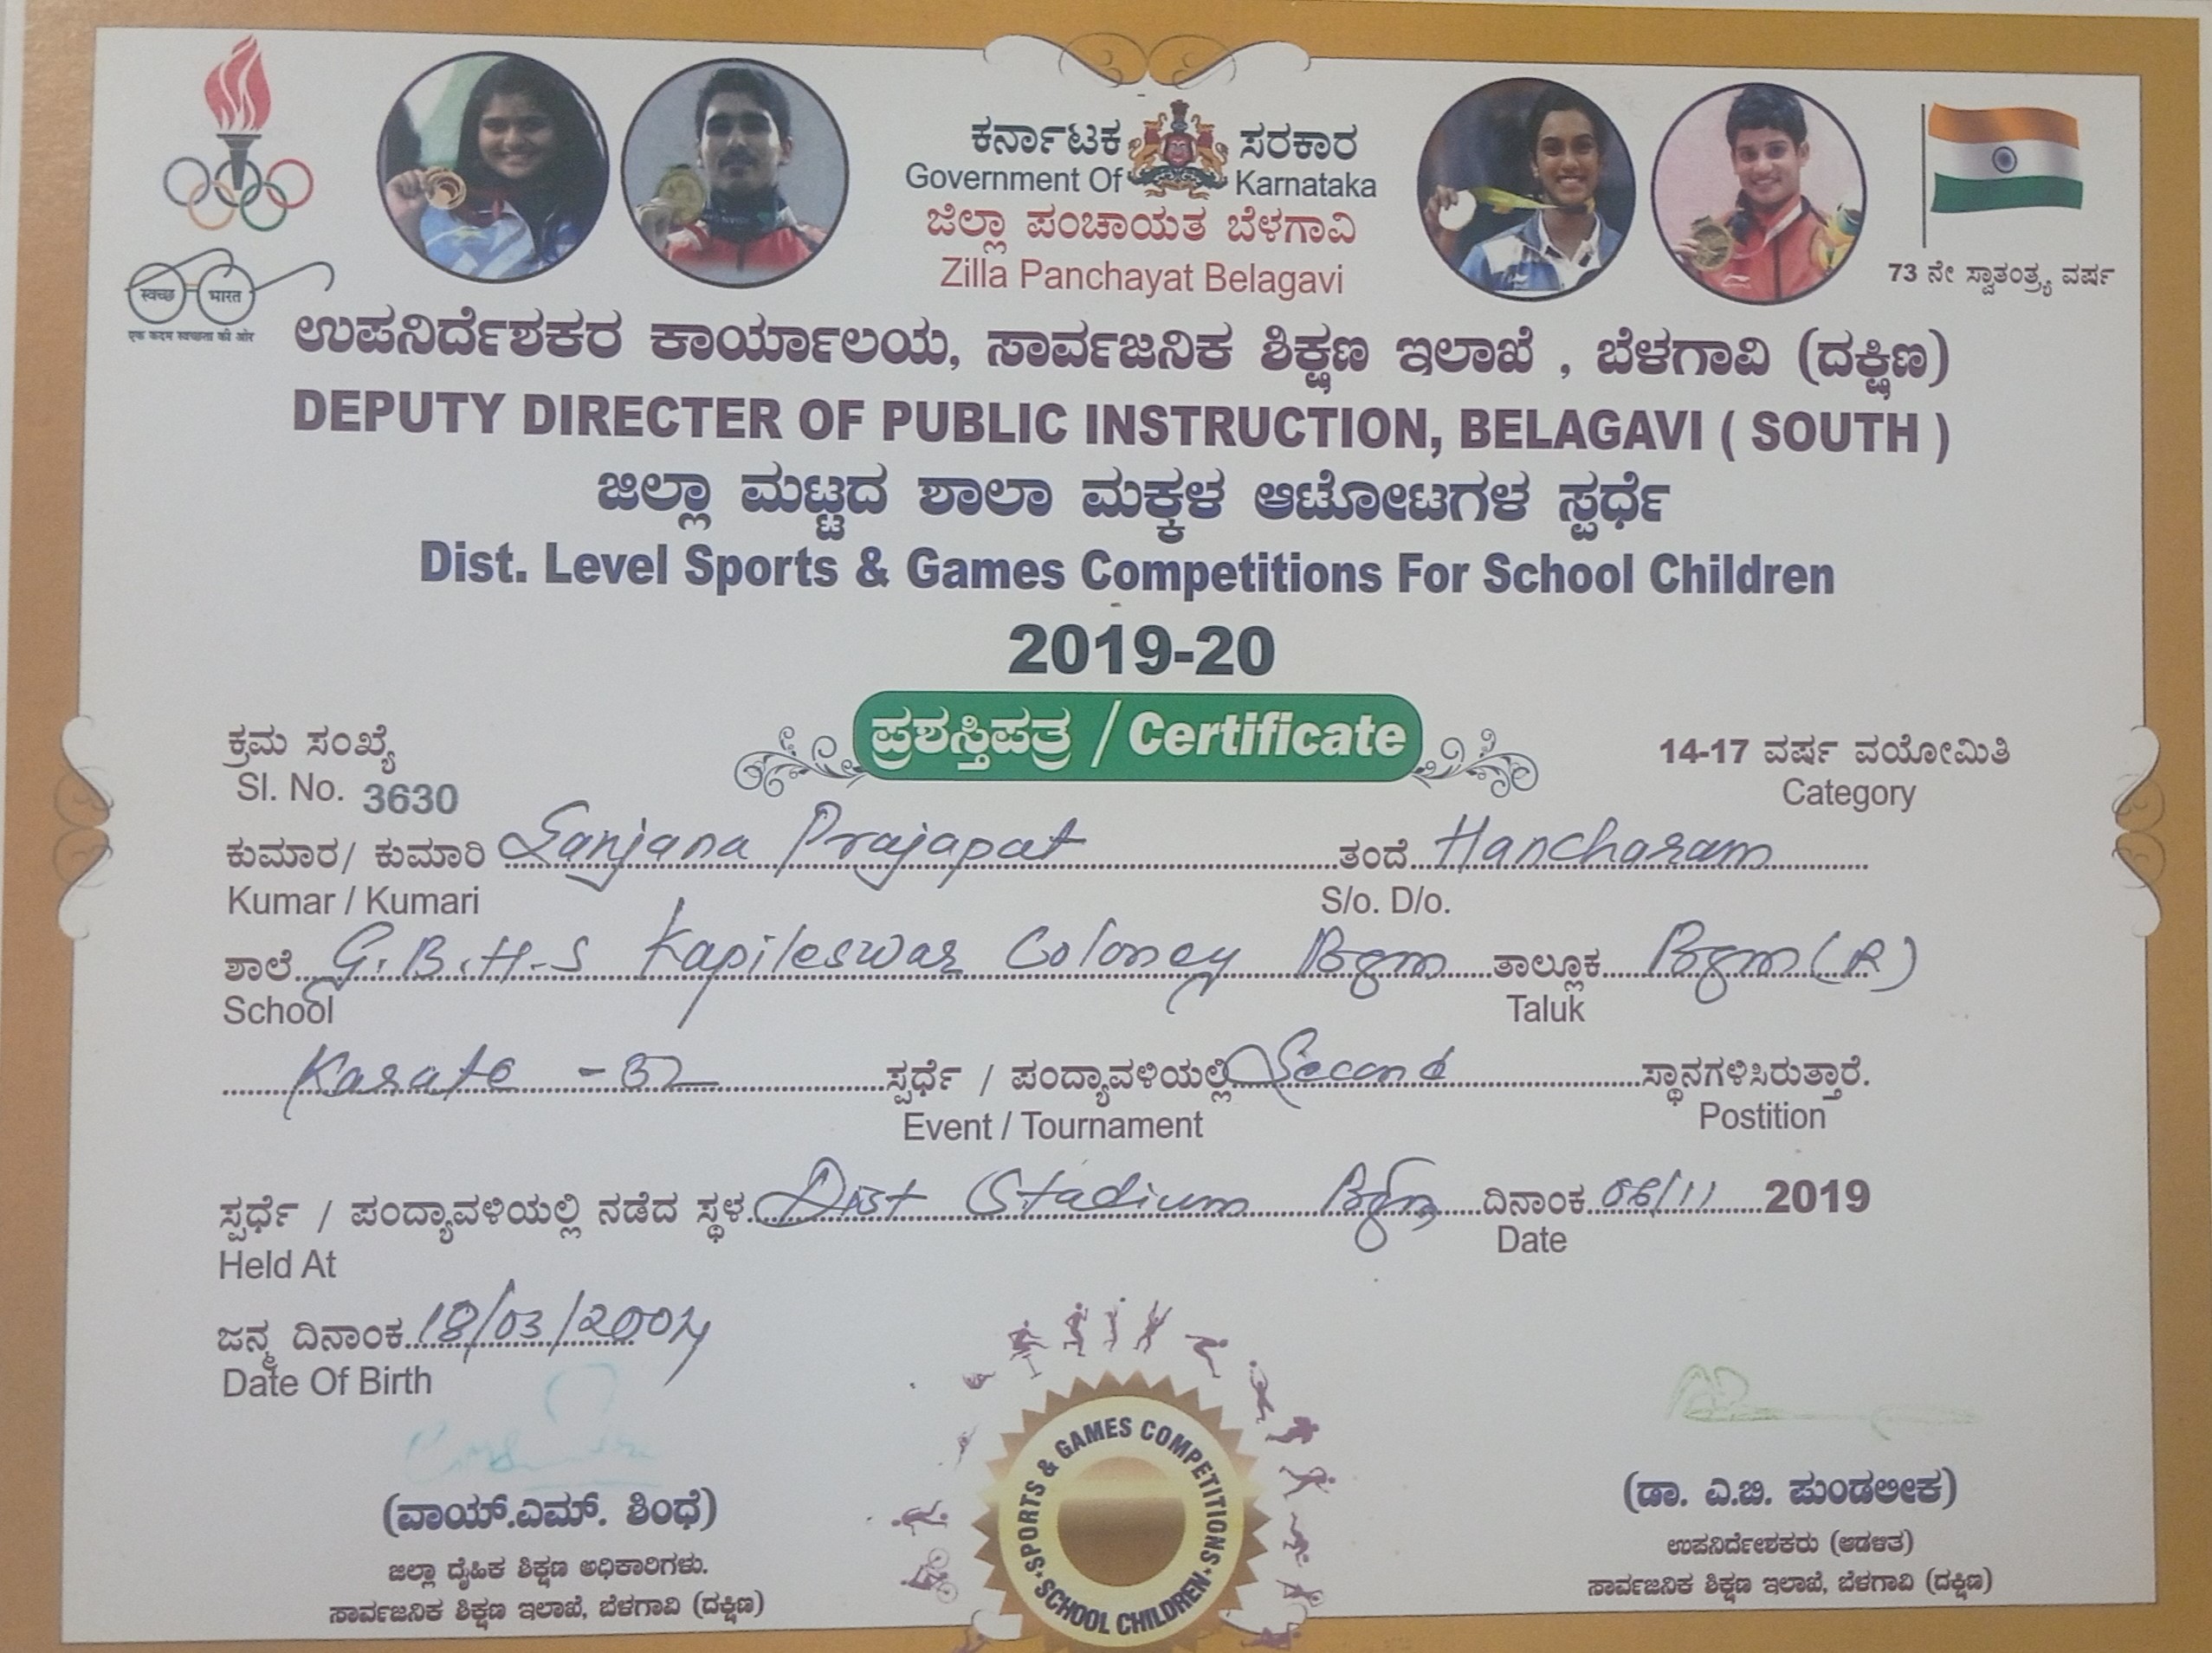 ಕರ್ನಾಟಕ ಸರಕಾರ
Government Of Karnataka
ಜಿಲ್ಲಾ ಪಂಚಾಯತ ಬೆಳಗಾವಿ
Zilla Panchayat Belagavi
स्वच्छ भारत
एक कदम स्वच्छता की ओर
73 ನೇ ಸ್ವಾತಂತ್ರ್ಯ ವರ್ಷ
ಉಪನಿರ್ದೇಶಕರ ಕಾರ್ಯಾಲಯ, ಸಾರ್ವಜನಿಕ ಶಿಕ್ಷಣ ಇಲಾಖೆ , ಬೆಳಗಾವಿ (ದಕ್ಷಿಣ)
DEPUTY DIRECTER OF PUBLIC INSTRUCTION, BELAGAVI ( SOUTH )
ಜಿಲ್ಲಾ ಮಟ್ಟದ ಶಾಲಾ ಮಕ್ಕಳ ಆಟೋಟಗಳ ಸ್ಪರ್ಧೆ
Dist. Level Sports & Games Competitions For School Children
2019-20
ಪ್ರಶಸ್ತಿಪತ್ರ / Certificate
ಕ್ರಮ ಸಂಖ್ಯೆ
Sl. No. 3630
14-17 ವರ್ಷ ವಯೋಮಿತಿ
Category
ಕುಮಾರ/ ಕುಮಾರಿ Sanjana Prajapat ತಂದೆ Hancharam
Kumar / Kumari S/o. D/o.
ಶಾಲೆ G.B.H.S Kapileswar Coloney Bgm ತಾಲ್ಲೂಕ Bgm (R)
School Taluk
Karate - 32 ಸ್ಪರ್ಧೆ / ಪಂದ್ಯಾವಳಿಯಲ್ಲಿ Second ಸ್ಥಾನಗಳಿಸಿರುತ್ತಾರೆ.
Event / Tournament Postition
ಸ್ಪರ್ಧೆ / ಪಂದ್ಯಾವಳಿಯಲ್ಲಿ ನಡೆದ ಸ್ಥಳ Dist Stadium Bgm ದಿನಾಂಕ 06/11 2019
Held At Date
ಜನ್ಮ ದಿನಾಂಕ 18/03/2004
Date Of Birth
SPORTS & GAMES COMPETITIONS
SCHOOL CHILDREN
(ವಾಯ್.ಎಮ್. ಶಿಂಧೆ)
ಜಿಲ್ಲಾ ದೈಹಿಕ ಶಿಕ್ಷಣ ಅಧಿಕಾರಿಗಳು.
ಸಾರ್ವಜನಿಕ ಶಿಕ್ಷಣ ಇಲಾಖೆ, ಬೆಳಗಾವಿ (ದಕ್ಷಿಣ)
(ಡಾ. ಎ.ಬಿ. ಪುಂಡಲೀಕ)
ಉಪನಿರ್ದೇಶಕರು (ಆಡಳಿತ)
ಸಾರ್ವಜನಿಕ ಶಿಕ್ಷಣ ಇಲಾಖೆ, ಬೆಳಗಾವಿ (ದಕ್ಷಿಣ)